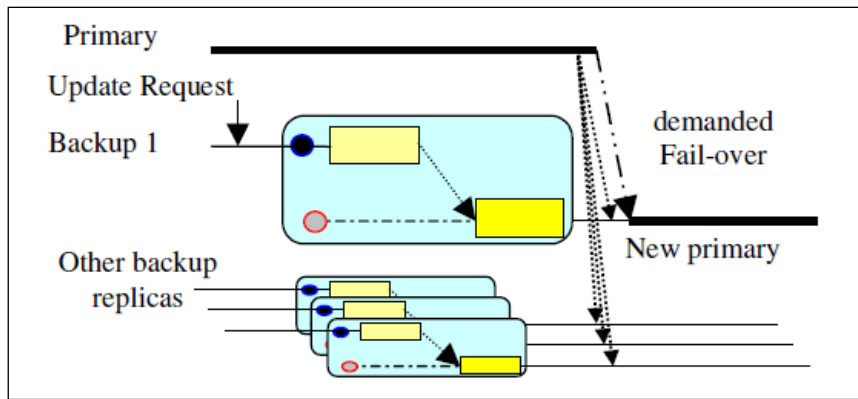 Primary
Update Request
Backup 1
demanded
Fail-over
New primary
Other backup
replicas